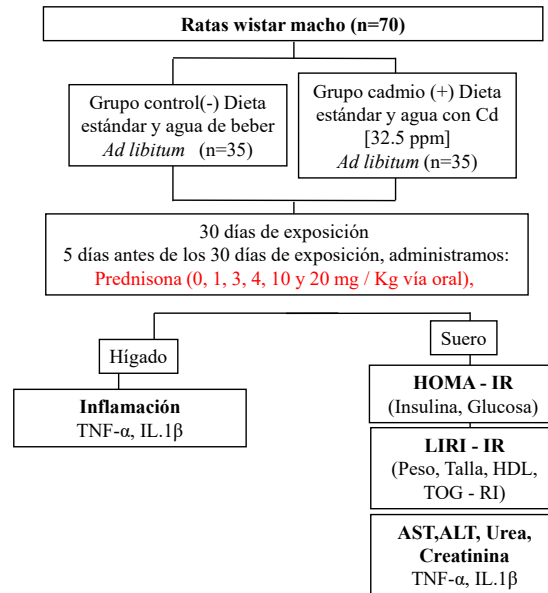 Ratas wistar macho (n=70)
Grupo control(-) Dieta
estándar y agua de beber
Ad libitum (n=35)
Grupo cadmio (+) Dieta
estándar y agua con Cd
[32.5 ppm]
Ad libitum (n=35)
30 días de exposición
5 días antes de los 30 días de exposición, administramos:
Prednisona (0, 1, 3, 4, 10 y 20 mg / Kg vía oral),
Hígado
Inflamación
TNF-α, IL.1β
Suero
HOMA - IR
(Insulina, Glucosa)
LIRI - IR
(Peso, Talla, HDL,
TOG - RI)
AST,ALT, Urea,
Creatinina
TNF-α, IL.1β